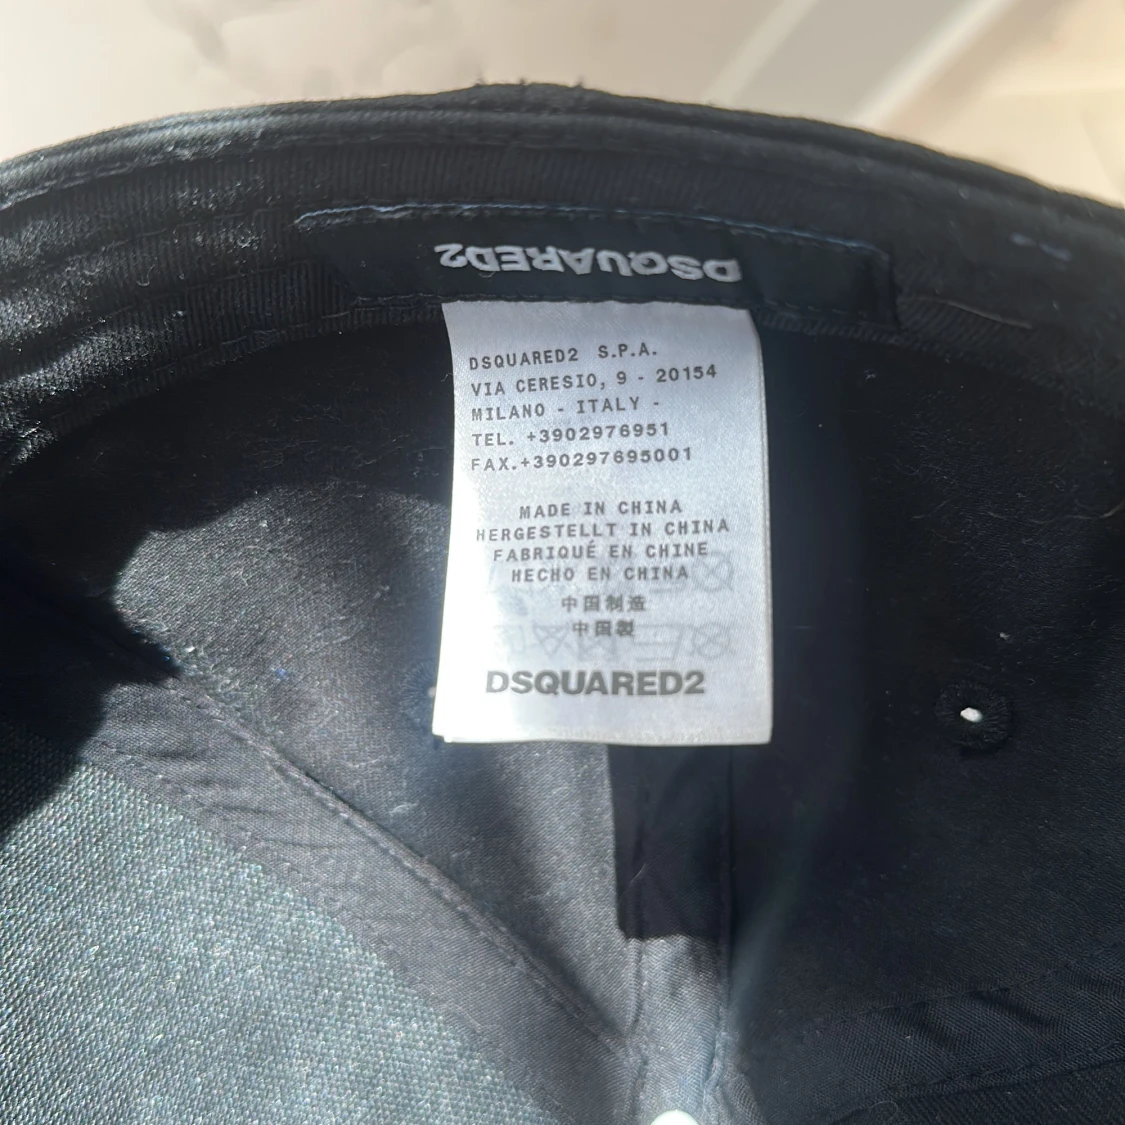 DSQUARED2
DSQUARED2 S.P.A.
VIA CERESIO, 9 - 20154
MILANO - ITALY -
TEL. +3902976951
FAX.+390297695001
MADE IN CHINA
HERGESTELLT IN CHINA
FABRIQUÉ EN CHINE
HECHO EN CHINA
中国制造
中国製
DSQUARED2